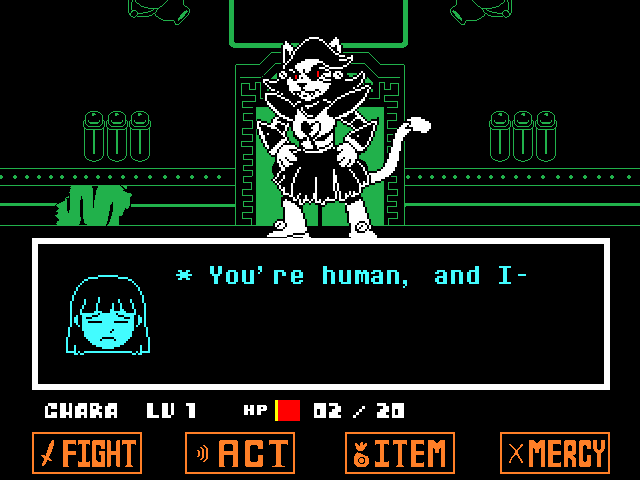 * You're human, and I-
CHARA LV 1 HP 02 / 20
FIGHT ACT ITEM MERCY